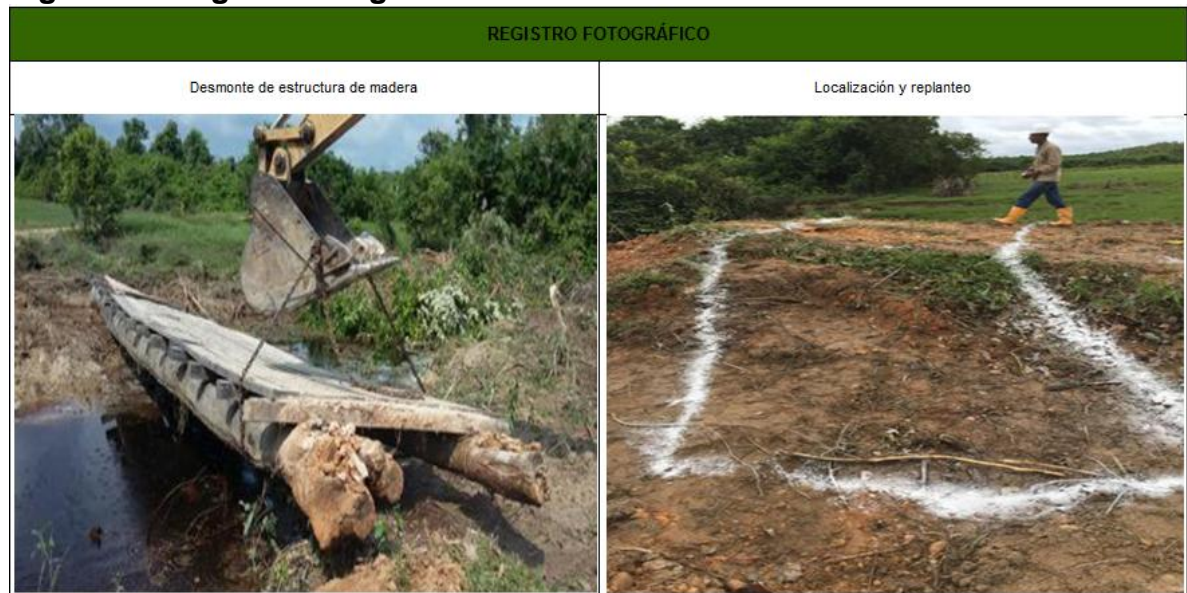 REGISTRO FOTOGRÁFICO
Desmonte de estructura de madera
Localización y replanteo